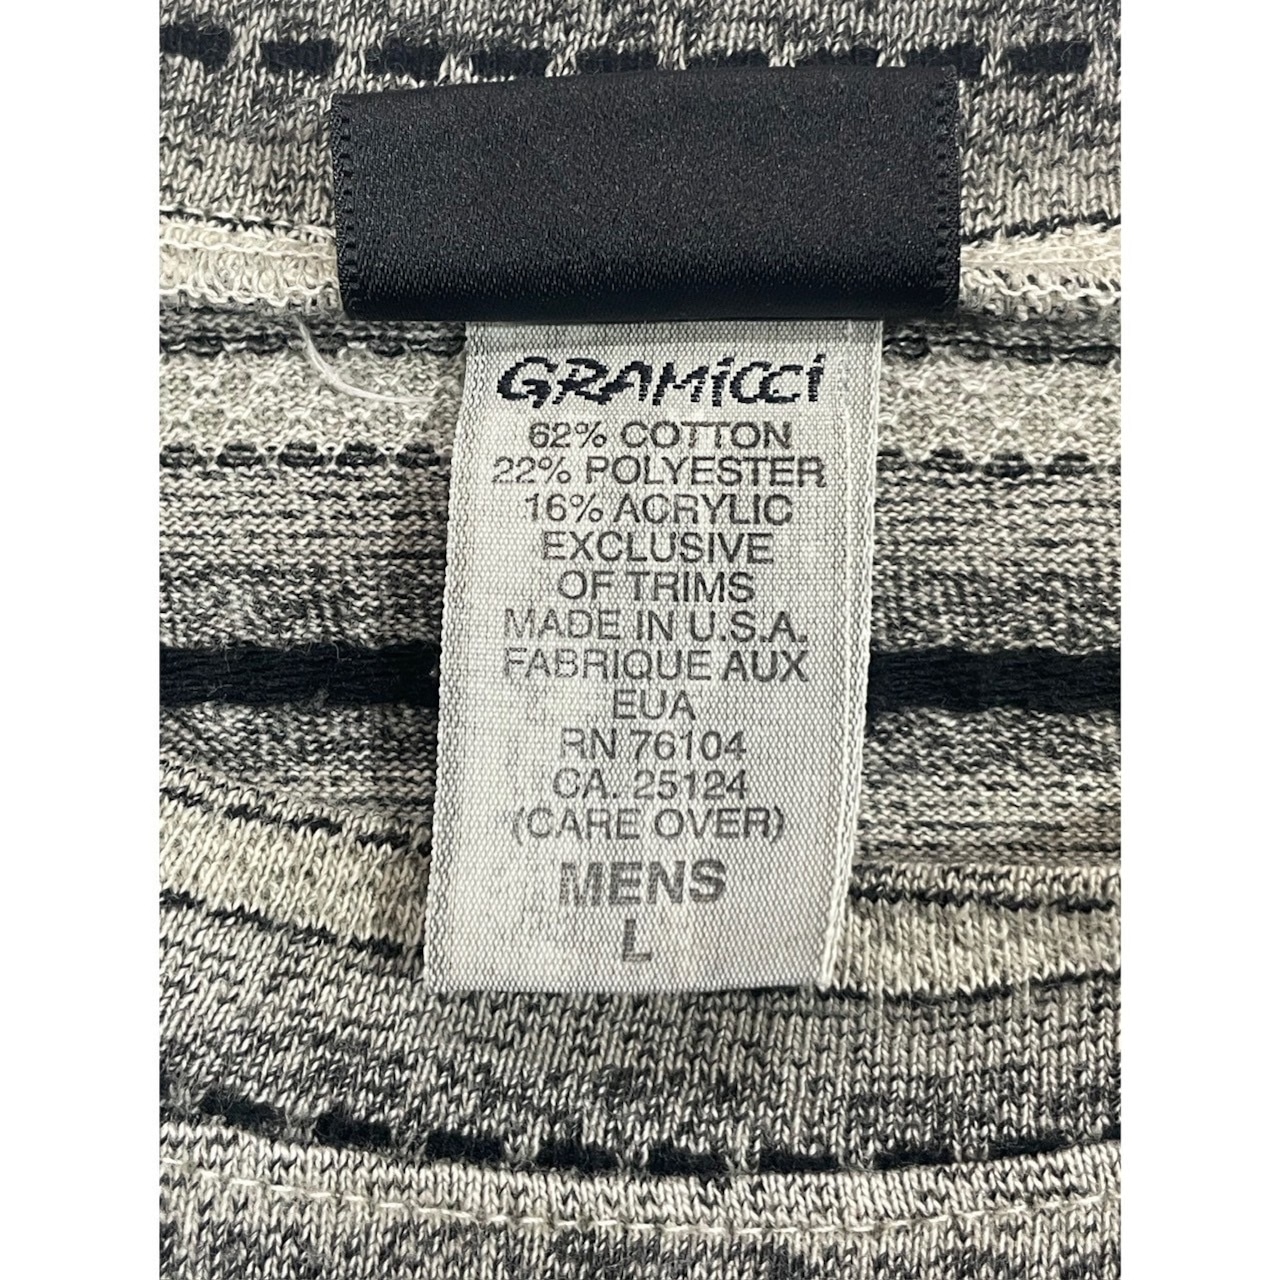 GRAMICCI
62% COTTON
22% POLYESTER
16% ACRYLIC
EXCLUSIVE
OF TRIMS
MADE IN U.S.A.
FABRIQUE AUX
EUA
RN 76104
CA. 25124
(CARE OVER)
MENS
L